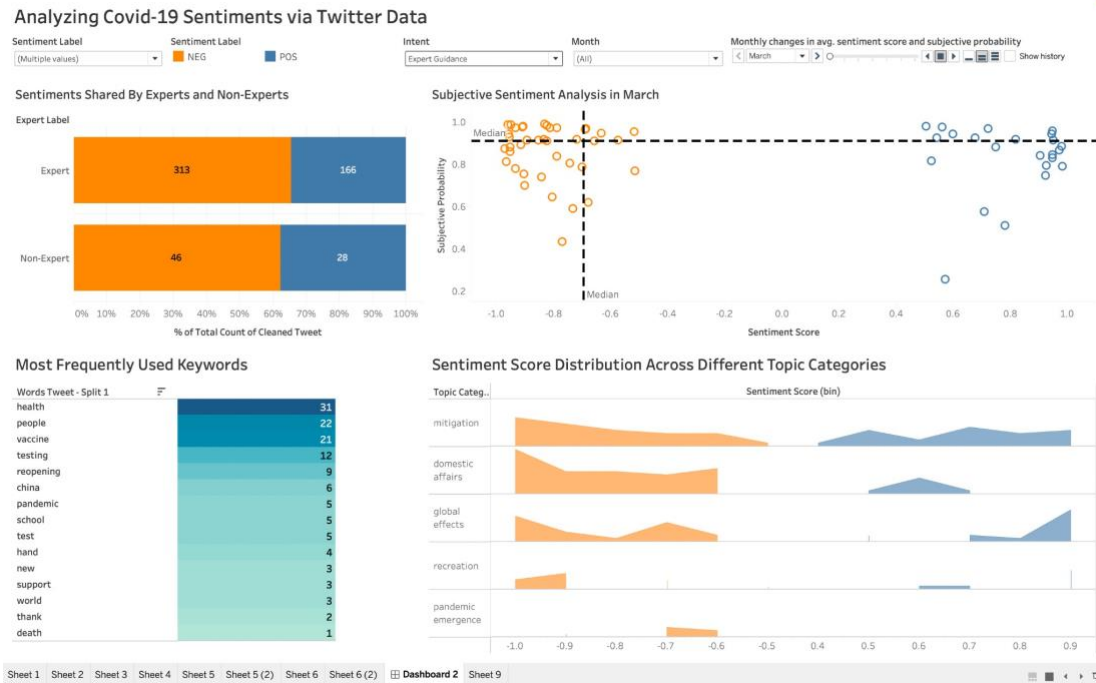 Analyzing Covid-19 Sentiments via Twitter Data
Sentiment Label
(Multiple values)
Sentiment Label
NEG POS
Intent
Expert Guidance
Month
(All)
Monthly changes in avg. sentiment score and subjective probability
March
Show history
Sentiments Shared By Experts and Non-Experts
Expert Label
Expert 313 166
Non-Expert 46 28
0% 10% 20% 30% 40% 50% 60% 70% 80% 90% 100%
% of Total Count of Cleaned Tweet
Subjective Sentiment Analysis in March
Subjective Probability
1.0
0.8
0.6
0.4
0.2
Median
Median
-1.0 -0.8 -0.6 -0.4 -0.2 0.0 0.2 0.4 0.6 0.8 1.0
Sentiment Score
Most Frequently Used Keywords
Words Tweet - Split 1
health 31
people 22
vaccine 21
testing 12
reopening 9
china 6
pandemic 5
school 5
test 5
hand 4
new 3
support 3
world 3
thank 2
death 1
Sentiment Score Distribution Across Different Topic Categories
Topic Categ.. Sentiment Score (bin)
mitigation
domestic
affairs
global
effects
recreation
pandemic
emergence
-1.0 -0.9 -0.8 -0.7 -0.6 -0.5 0.4 0.5 0.6 0.7 0.8 0.9
Sheet 1 Sheet 2 Sheet 3 Sheet 4 Sheet 5 Sheet 5 (2) Sheet 6 Sheet 6 (2) Dashboard 2 Sheet 9